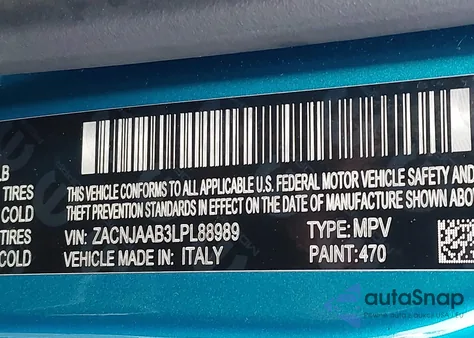 LB
TIRES
COLD
TIRES
COLD
THIS VEHICLE CONFORMS TO ALL APPLICABLE U.S. FEDERAL MOTOR VEHICLE SAFETY AND
THEFT PREVENTION STANDARDS IN EFFECT ON THE DATE OF MANUFACTURE SHOWN ABOV
VIN: ZACNJAAB3LPL88989 TYPE: MPV
VEHICLE MADE IN: ITALY PAINT: 470
autoSnap